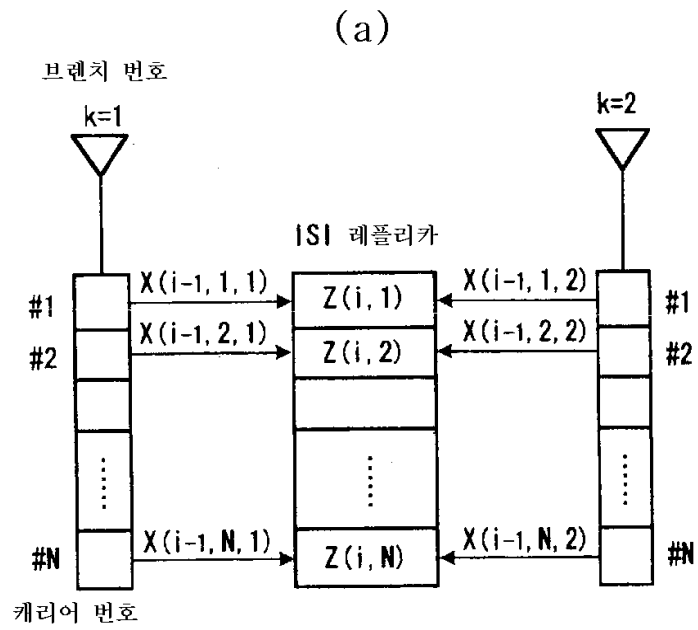 (a)
브랜치 번호
k=1
k=2
ISI 레플리카
#1 X(i-1, 1, 1) Z(i, 1) X(i-1, 1, 2) #1
#2 X(i-1, 2, 1) Z(i, 2) X(i-1, 2, 2) #2
······ ······ ······
#N X(i-1, N, 1) Z(i, N) X(i-1, N, 2) #N
캐리어 번호